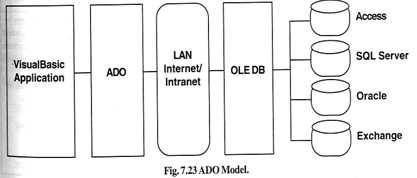 VisualBasic
Application
ADO
LAN
Internet/
Intranet
OLE DB
Access
SQL Server
Oracle
Exchange
Fig. 7.23 ADO Model.